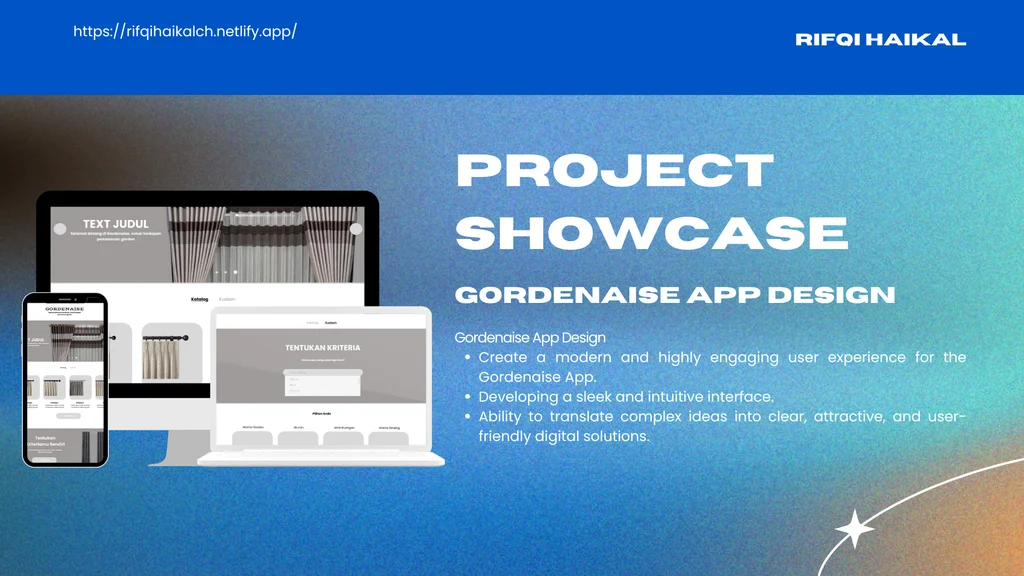 https://rifqihaikalch.netlify.app/
RIFQI HAIKAL
PROJECT
SHOWCASE
GORDENAISE APP DESIGN
Gordenaise App Design
• Create a modern and highly engaging user experience for the
Gordenaise App.
• Developing a sleek and intuitive interface.
• Ability to translate complex ideas into clear, attractive, and user-
friendly digital solutions.
TEXT JUDUL
Katalog Kustom
GORDENAISE
TENTUKAN KRITERIA
Kustom
Pilihan Anda
Tentukan